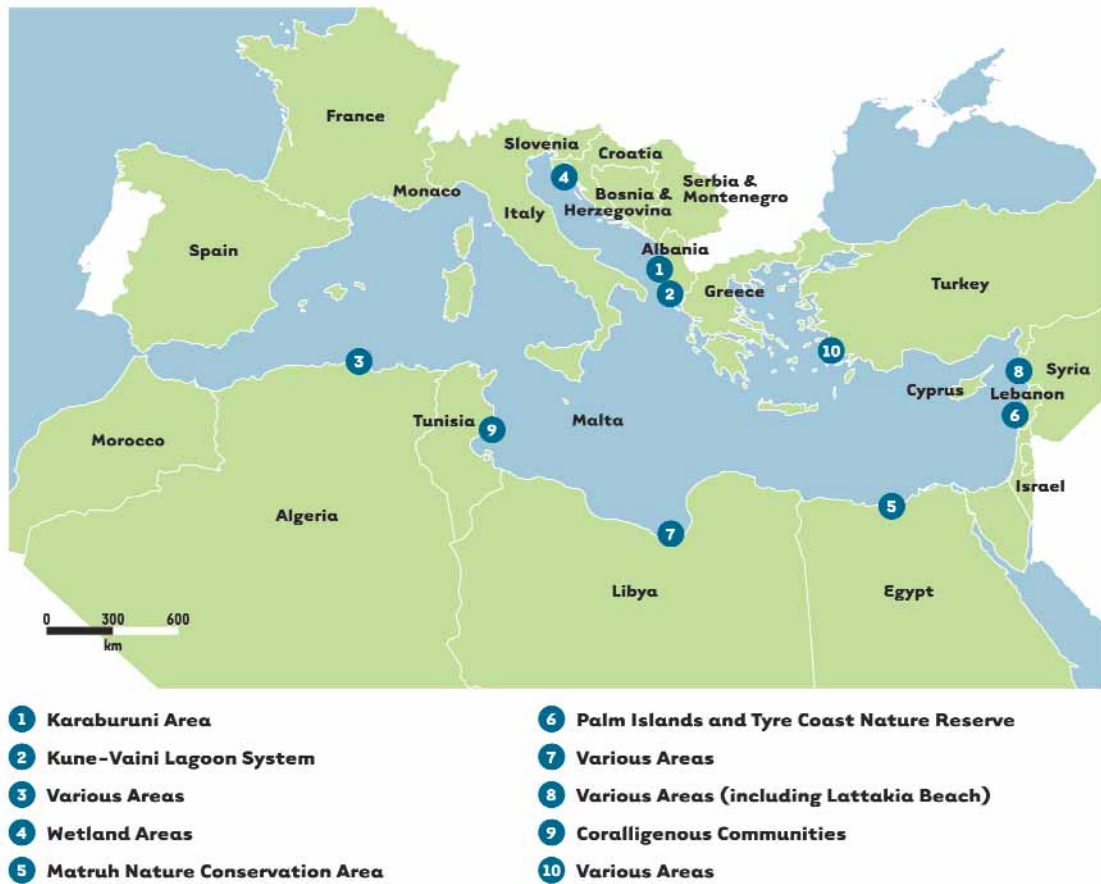 France
Slovenia
Croatia
4
Monaco
Bosnia &
Herzegovina
Serbia &
Montenegro
Italy
Spain
Albania
1
2
Greece
Turkey
3
10
8
Syria
Cyprus
Lebanon
6
Tunisia
9
Malta
Morocco
Israel
5
Algeria
7
Libya
Egypt
0 300 600
km
1 Karaburuni Area
2 Kune-Vaini Lagoon System
3 Various Areas
4 Wetland Areas
5 Matruh Nature Conservation Area
6 Palm Islands and Tyre Coast Nature Reserve
7 Various Areas
8 Various Areas (including Lattakia Beach)
9 Coralligenous Communities
10 Various Areas